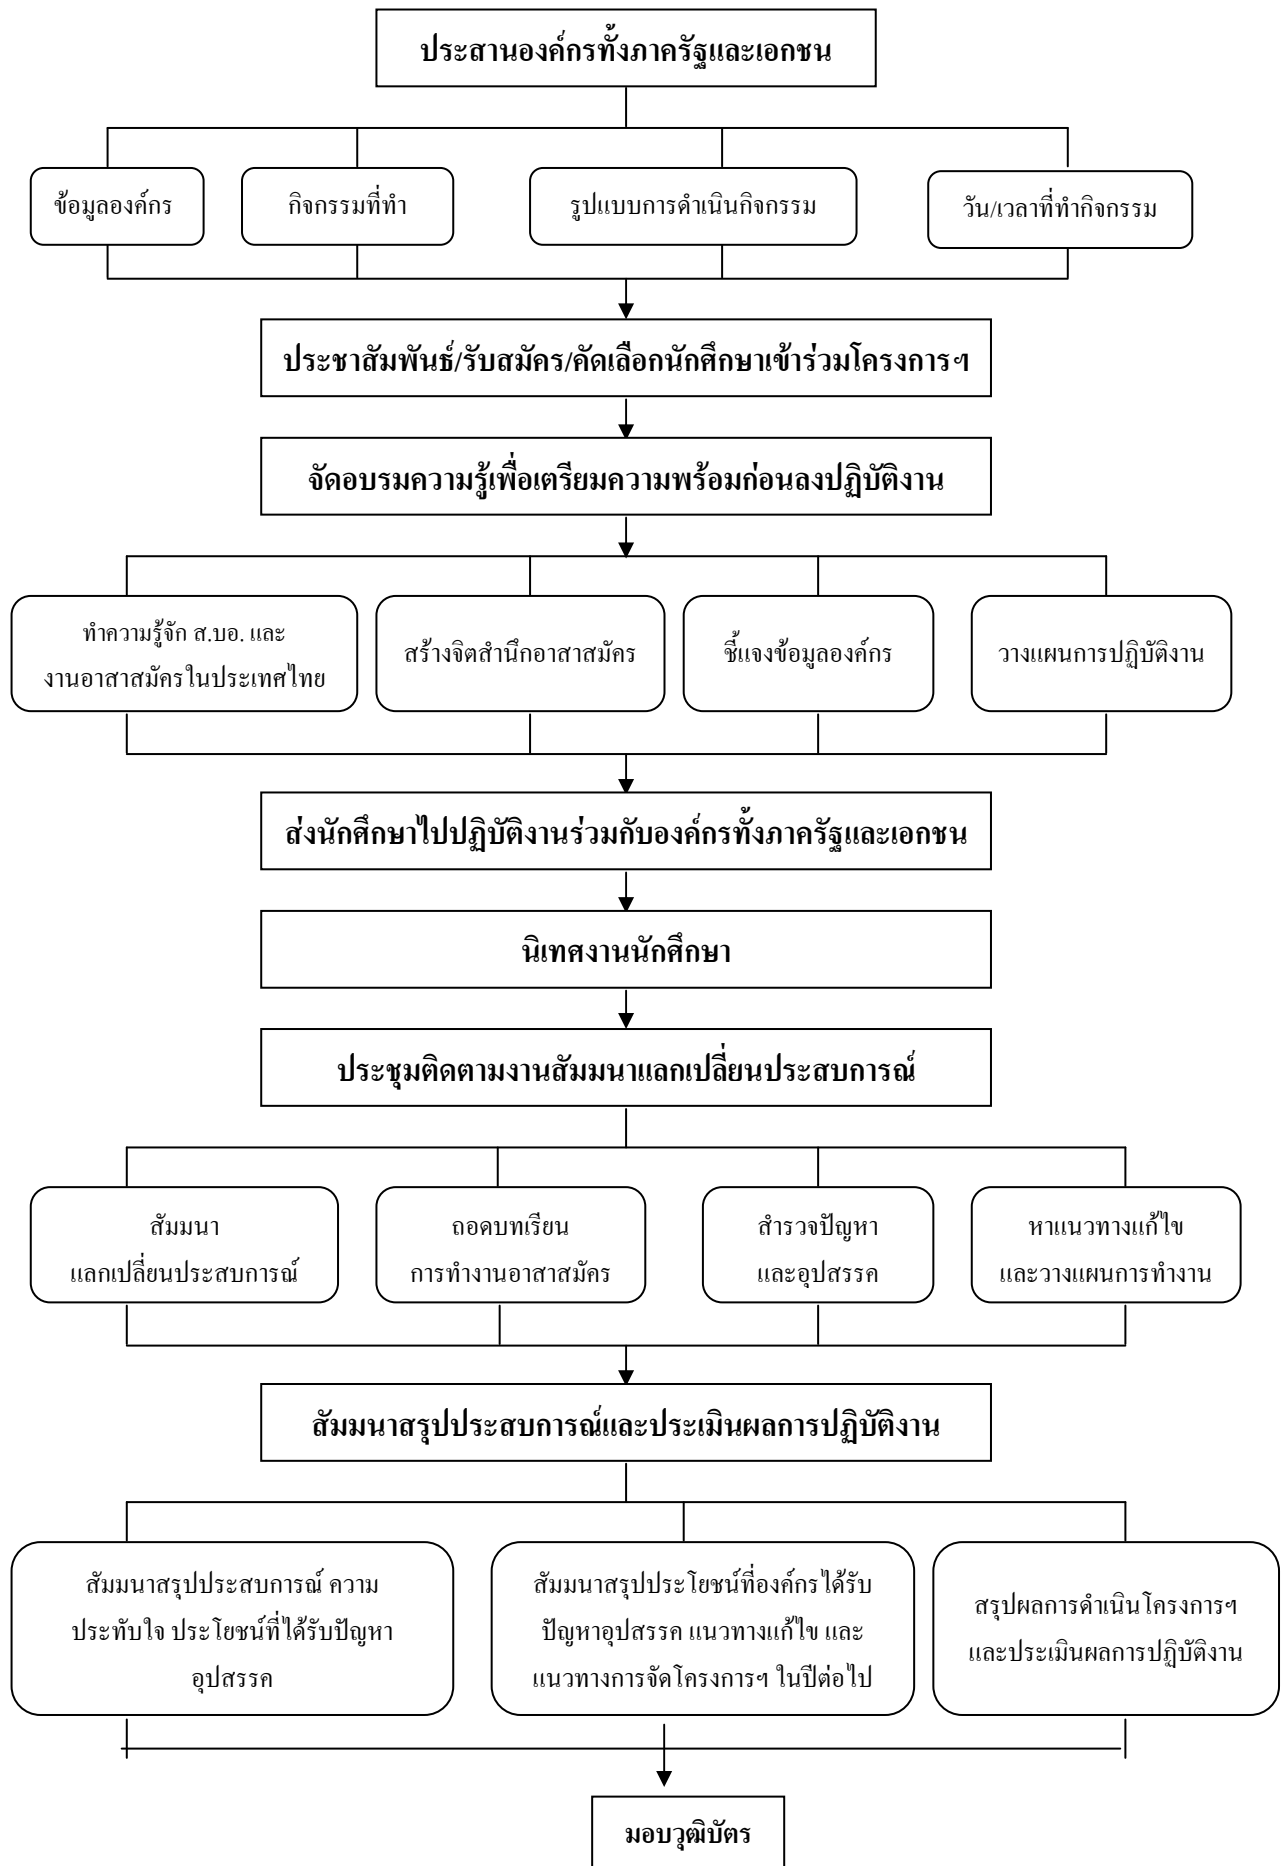 ประสานองค์กรทั้งภาครัฐและเอกชน
ข้อมูลองค์กร
กิจกรรมที่ทำ
รูปแบบการดำเนินกิจกรรม
วัน/เวลาที่ทำกิจกรรม
ประชาสัมพันธ์/รับสมัคร/คัดเลือกนักศึกษาเข้าร่วมโครงการฯ
จัดอบรมความรู้เพื่อเตรียมความพร้อมก่อนลงปฏิบัติงาน
ทำความรู้จัก ส.บอ. และ
งานอาสาสมัครในประเทศไทย
สร้างจิตสำนึกอาสาสมัคร
ชี้แจงข้อมูลองค์กร
วางแผนการปฏิบัติงาน
ส่งนักศึกษาไปปฏิบัติงานร่วมกับองค์กรทั้งภาครัฐและเอกชน
นิเทศงานนักศึกษา
ประชุมติดตามงานสัมมนาแลกเปลี่ยนประสบการณ์
สัมมนา
แลกเปลี่ยนประสบการณ์
ถอดบทเรียน
การทำงานอาสาสมัคร
สำรวจปัญหา
และอุปสรรค
หาแนวทางแก้ไข
และวางแผนการทำงาน
สัมมนาสรุปประสบการณ์และประเมินผลการปฏิบัติงาน
สัมมนาสรุปประสบการณ์ ความ
ประทับใจ ประโยชน์ที่ได้รับปัญหา
อุปสรรค
สัมมนาสรุปประโยชน์ที่องค์กรได้รับ
ปัญหาอุปสรรค แนวทางแก้ไข และ
แนวทางการจัดโครงการฯ ในปีต่อไป
สรุปผลการดำเนินโครงการฯ
และประเมินผลการปฏิบัติงาน
มอบวุฒิบัตร